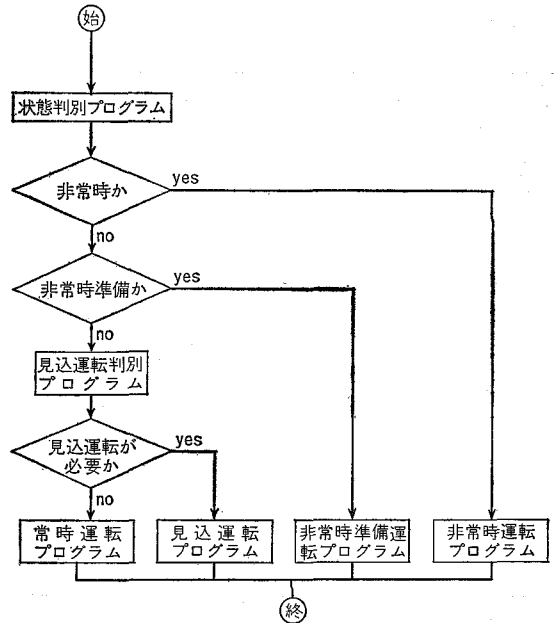 始
状態判別プログラム
非常時か
yes
no
非常時準備か
yes
no
見込運転判別
プログラム
見込運転が
必要か
yes
no
常時運転
プログラム
見込運転
プログラム
非常時準備運
転プログラム
非常時運転
プログラム
終